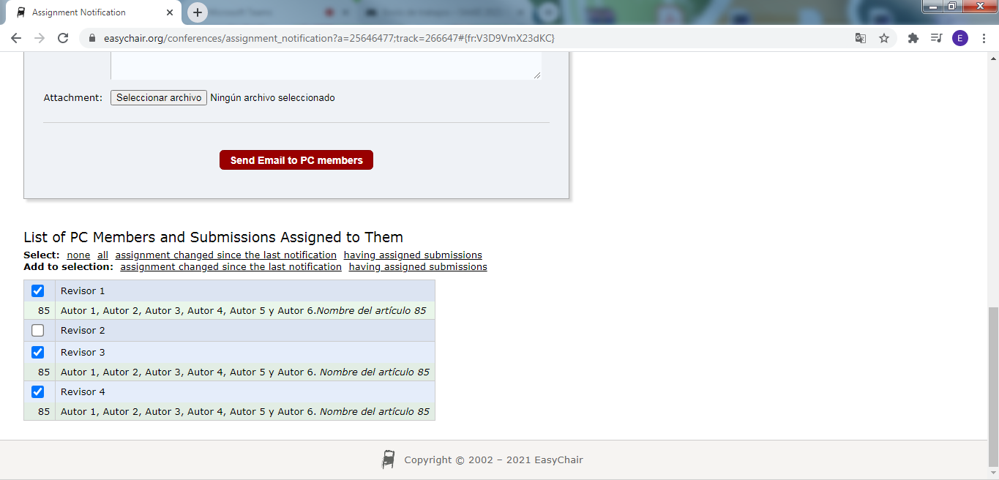 Assignment Notification
easychair.org/conferences/assignment_notification?a=25646477;track=266647#{fr:V3D9VmX23dKC}
E
Attachment: Seleccionar archivo Ningún archivo seleccionado
Send Email to PC members
List of PC Members and Submissions Assigned to Them
Select: none all assignment changed since the last notification having assigned submissions
Add to selection: assignment changed since the last notification having assigned submissions
Revisor 1
85 Autor 1, Autor 2, Autor 3, Autor 4, Autor 5 y Autor 6.Nombre del artículo 85
Revisor 2
Revisor 3
85 Autor 1, Autor 2, Autor 3, Autor 4, Autor 5 y Autor 6. Nombre del artículo 85
Revisor 4
85 Autor 1, Autor 2, Autor 3, Autor 4, Autor 5 y Autor 6. Nombre del artículo 85
Copyright © 2002 – 2021 EasyChair